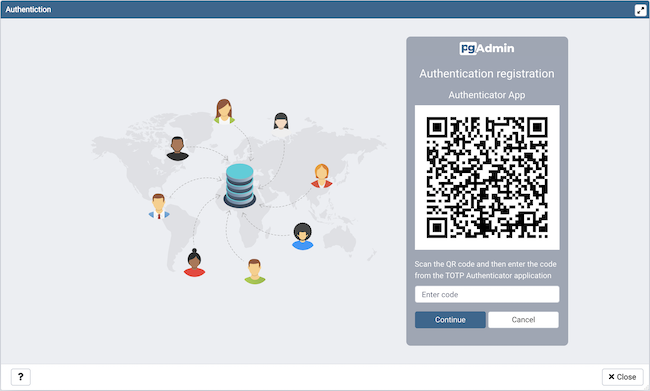 Authentiction
pgAdmin
Authentication registration
Authenticator App
Scan the QR code and then enter the code
from the TOTP Authenticator application
Enter code
Continue
Cancel
?
Close